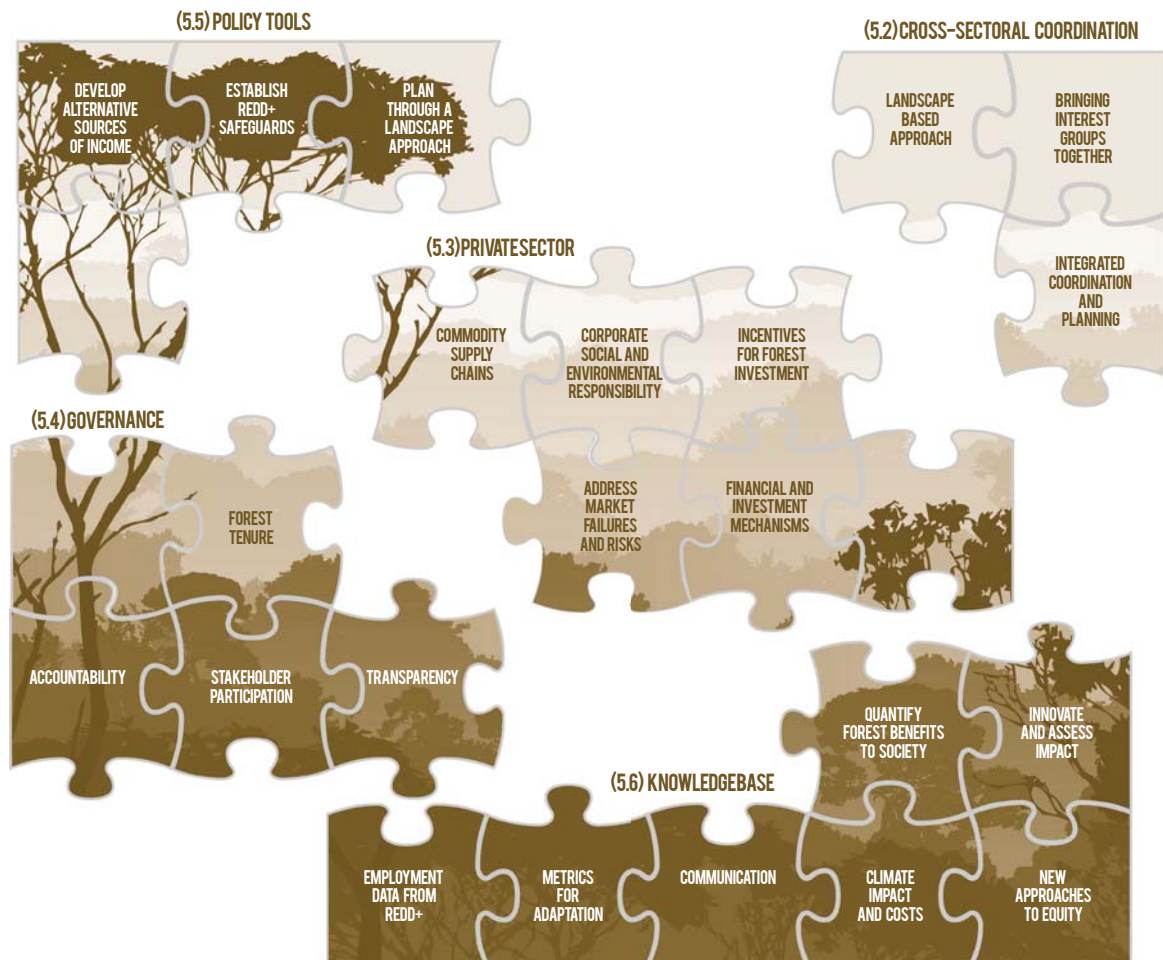 (5.5) POLICY TOOLS
DEVELOP
ALTERNATIVE
SOURCES
OF INCOME
ESTABLISH
REDD+
SAFEGUARDS
PLAN
THROUGH A
LANDSCAPE
APPROACH
(5.2) CROSS-SECTORAL COORDINATION
LANDSCAPE
BASED
APPROACH
BRINGING
INTEREST
GROUPS
TOGETHER
INTEGRATED
COORDINATION
AND
PLANNING
(5.3) PRIVATE SECTOR
COMMODITY
SUPPLY
CHAINS
CORPORATE
SOCIAL AND
ENVIRONMENTAL
RESPONSIBILITY
INCENTIVES
FOR FOREST
INVESTMENT
ADDRESS
MARKET
FAILURES
AND RISKS
FINANCIAL AND
INVESTMENT
MECHANISMS
(5.4) GOVERNANCE
FOREST
TENURE
ACCOUNTABILITY
STAKEHOLDER
PARTICIPATION
TRANSPARENCY
(5.6) KNOWLEDGE BASE
QUANTIFY
FOREST BENEFITS
TO SOCIETY
INNOVATE
AND ASSESS
IMPACT
EMPLOYMENT
DATA FROM
REDD+
METRICS
FOR
ADAPTATION
COMMUNICATION
CLIMATE
IMPACT
AND COSTS
NEW
APPROACHES
TO EQUITY